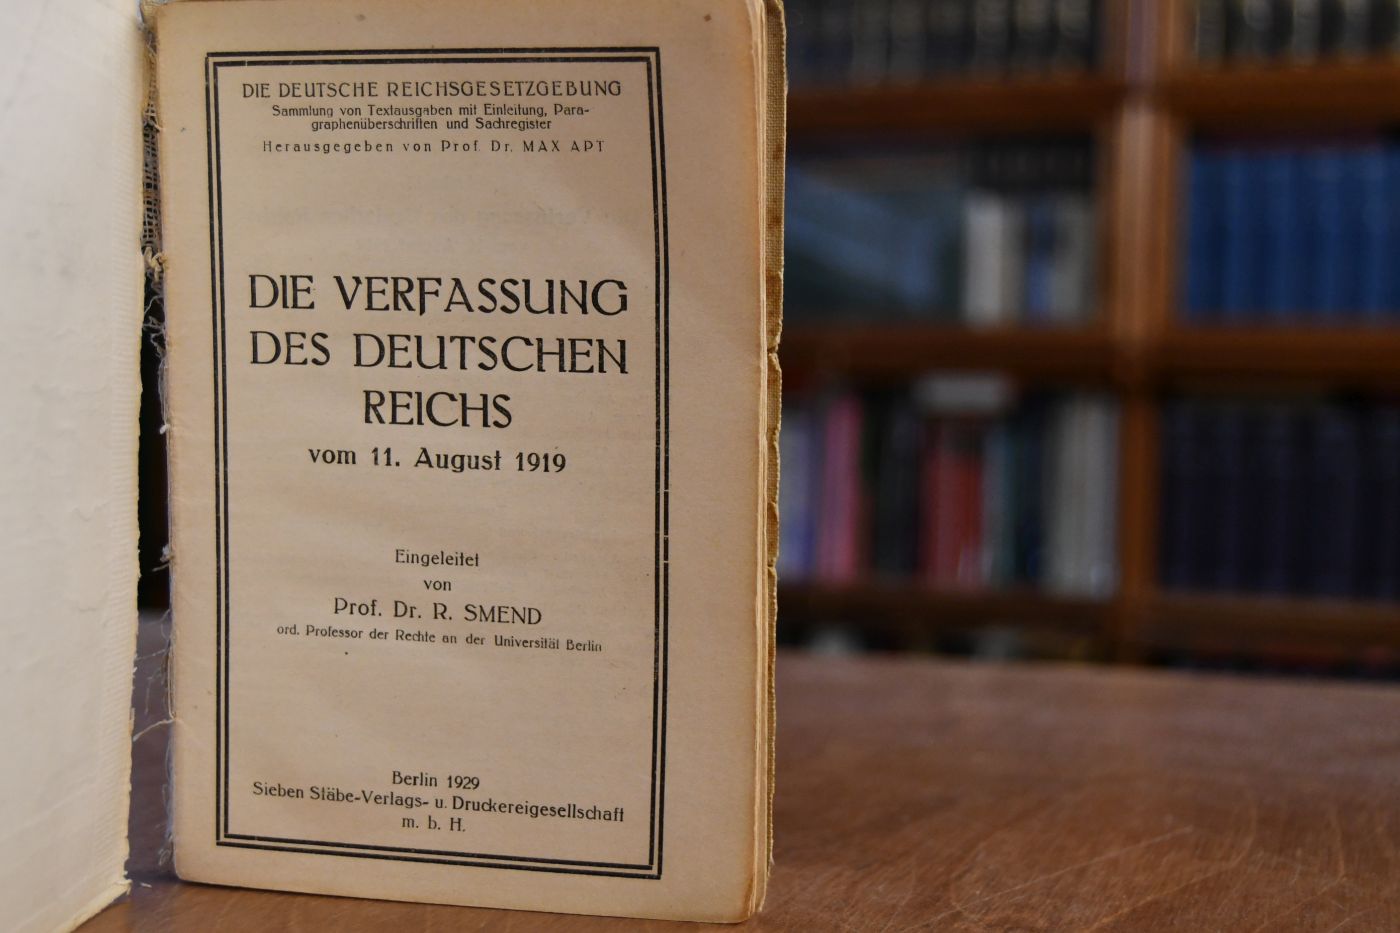 DIE DEUTSCHE REICHSGESETZGEBUNG
Sammlung von Textausgaben mit Einleitung, Para-
graphenüberschriften und Sachregister
Herausgegeben von Prof. Dr. MAX APT
DIE VERFASSUNG
DES DEUTSCHEN
REICHS
vom 11. August 1919
Eingeleitet
von
Prof. Dr. R. SMEND
ord. Professor der Rechte an der Universität Berlin
Berlin 1929
Sieben Stäbe-Verlags- u. Druckereigesellschaft
m. b. H.